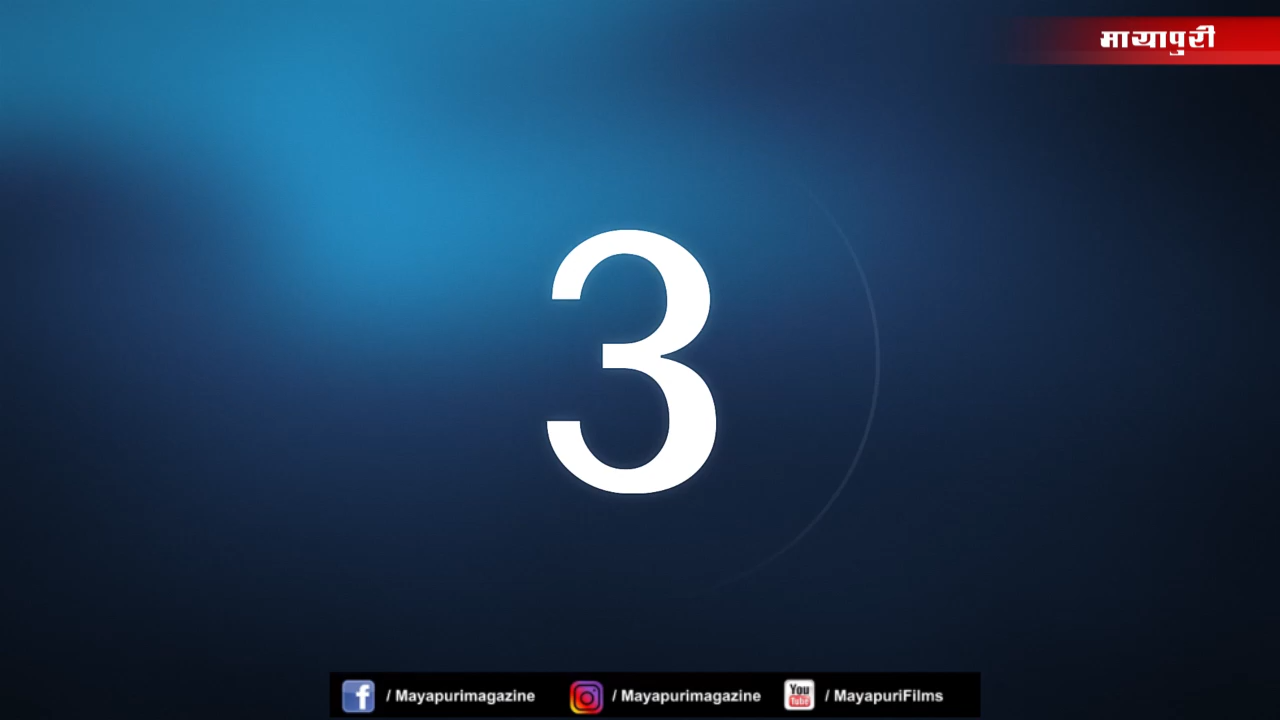 मायापुरी
3
/ Mayapurimagazine
/ Mayapurimagazine
You
Tube
/ MayapuriFilms